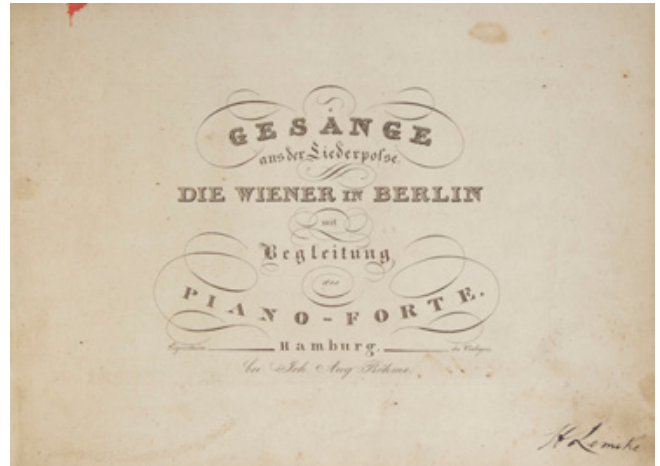 GESÄNGE
aus der Liederposse.
DIE WIENER IN BERLIN
mit
Begleitung
des
PIANO-FORTE.
Hamburg.
bei Joh. Aug. Böhme.
H Lemcke